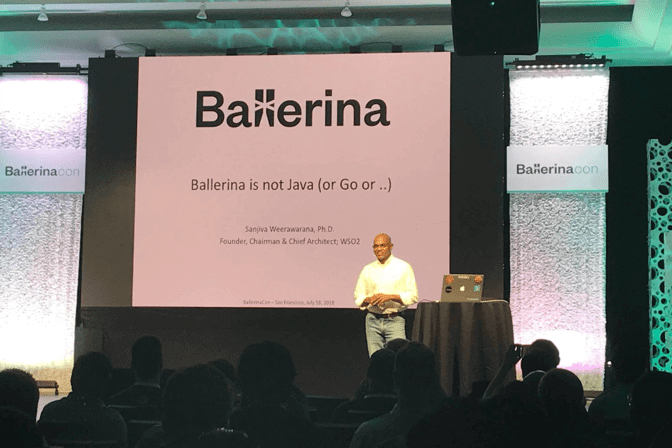 Ballerina
Ballerina is not Java (or Go or ..)
Sanjiva Weerawarana, Ph.D.
Founder, Chairman & Chief Architect; WSO2
BallerinaCon – San Francisco, July 18, 2018
Ballerinacon
Ballerinacon